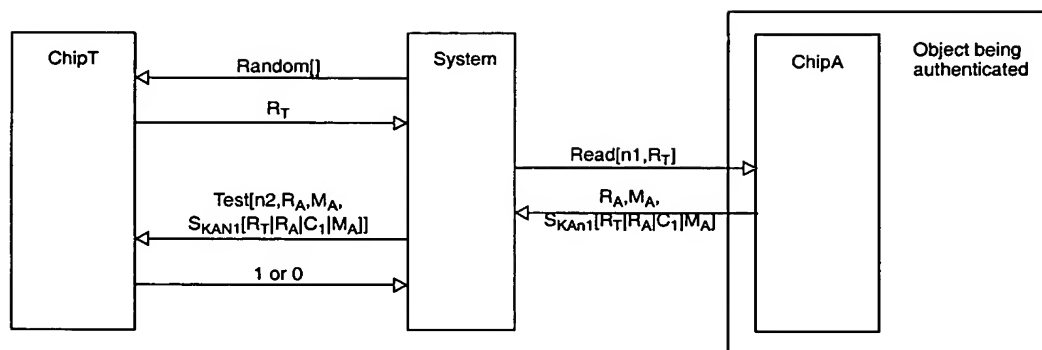 ChipT
System
ChipA
Object being
authenticated
Random[]
R_T
Read[n1,R_T]
R_A,M_A,
S_KAn1[R_T|R_A|C_1|M_A]
Test[n2,R_A,M_A,
S_KAN1[R_T|R_A|C_1|M_A]]
1 or 0